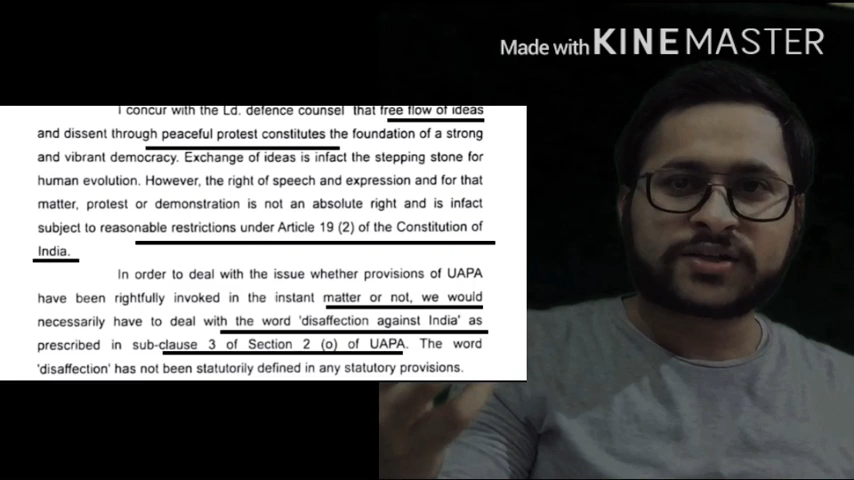 Made with KINEMASTER
I concur with the Ld. defence counsel that free flow of ideas
and dissent through peaceful protest constitutes the foundation of a strong
and vibrant democracy. Exchange of ideas is infact the stepping stone for
human evolution. However, the right of speech and expression and for that
matter, protest or demonstration is not an absolute right and is infact
subject to reasonable restrictions under Article 19 (2) of the Constitution of
India.
In order to deal with the issue whether provisions of UAPA
have been rightfully invoked in the instant matter or not, we would
necessarily have to deal with the word 'disaffection against India' as
prescribed in sub-clause 3 of Section 2 (o) of UAPA. The word
'disaffection' has not been statutorily defined in any statutory provisions.